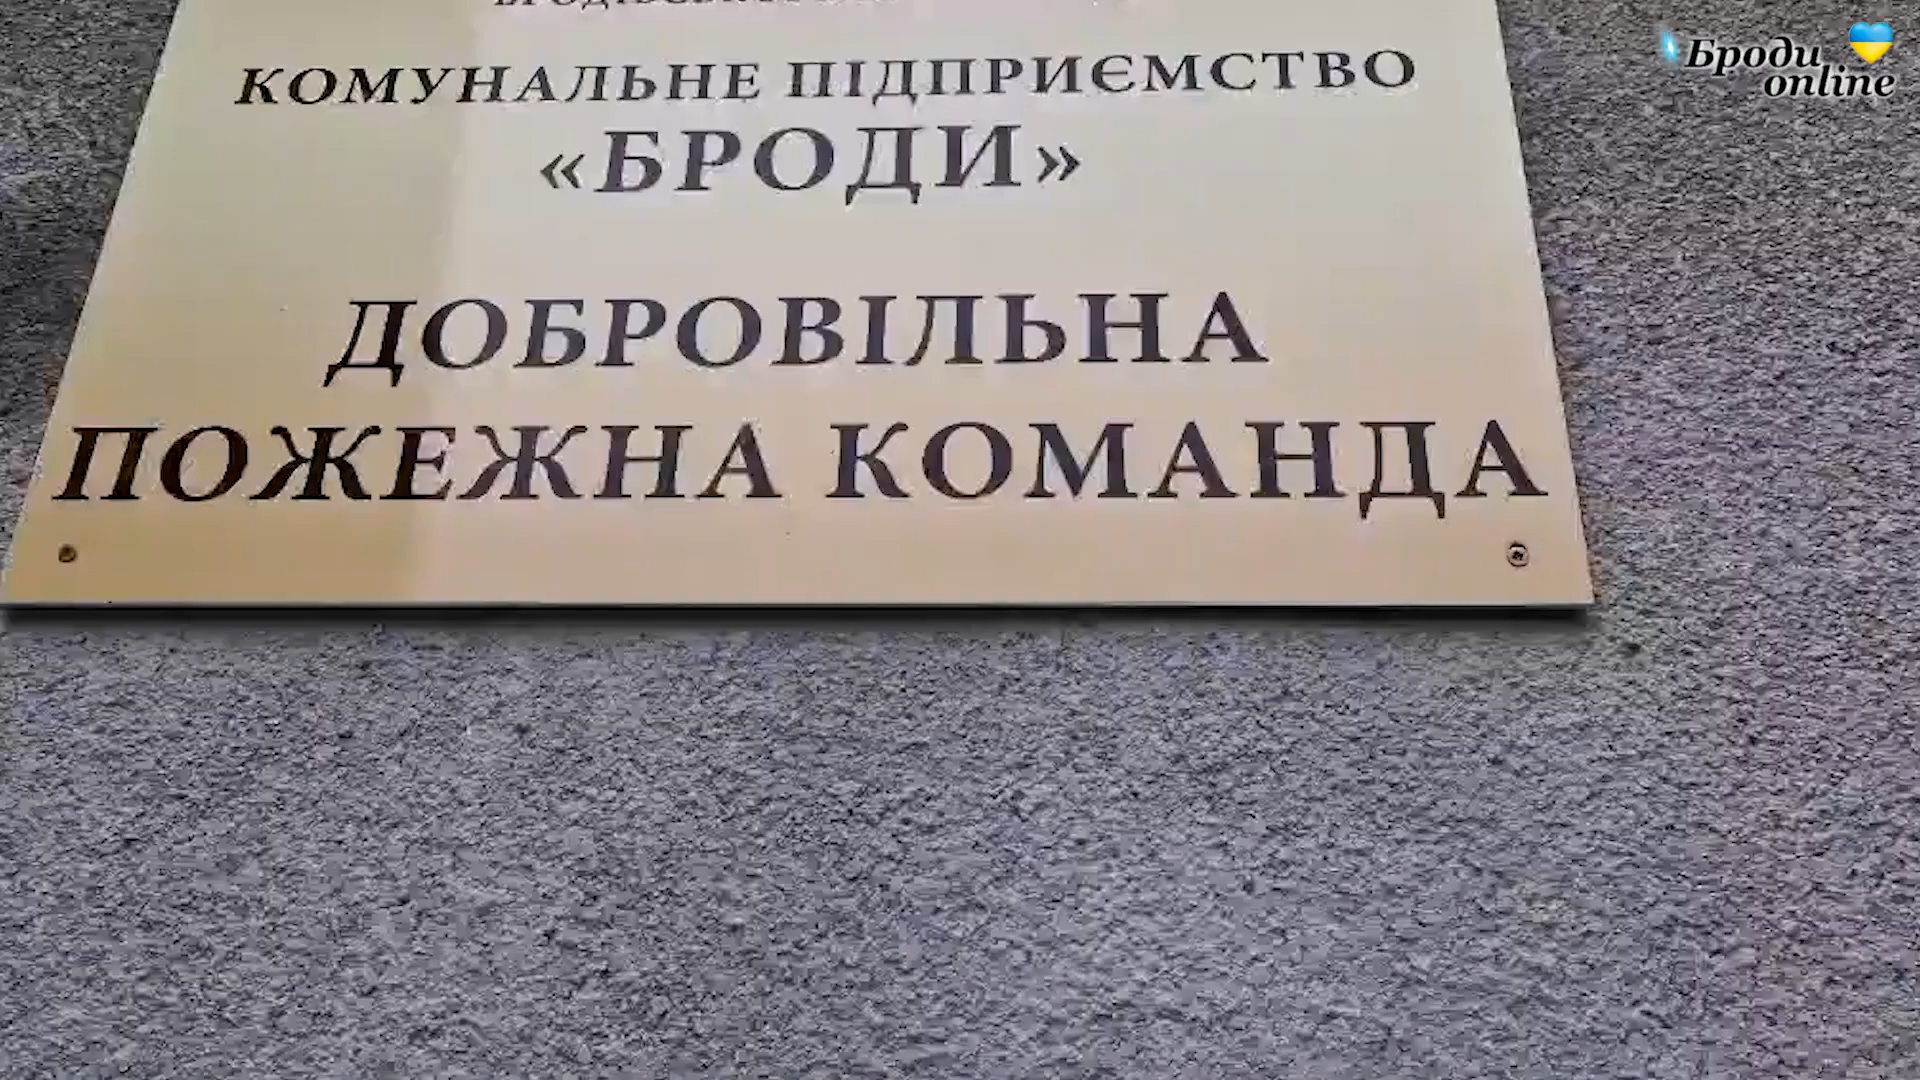 КОМУНАЛЬНЕ ПІДПРИЄМСТВО
«БРОДИ»
ДОБРОВІЛЬНА
ПОЖЕЖНА КОМАНДА
Броди
online